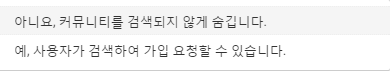 아니요, 커뮤니티를 검색되지 않게 숨깁니다.
예, 사용자가 검색하여 가입 요청할 수 있습니다.